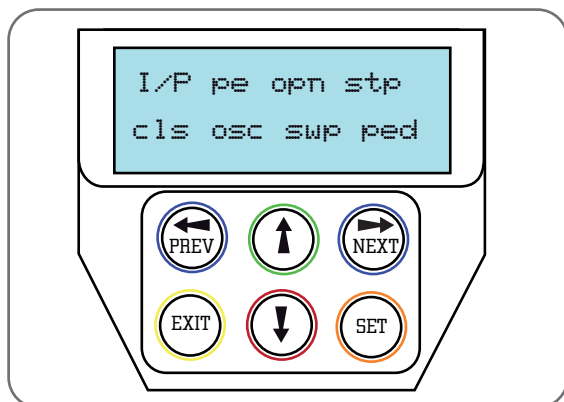 I/P pe opn stp
cls osc swp ped
PREV
NEXT
EXIT
SET